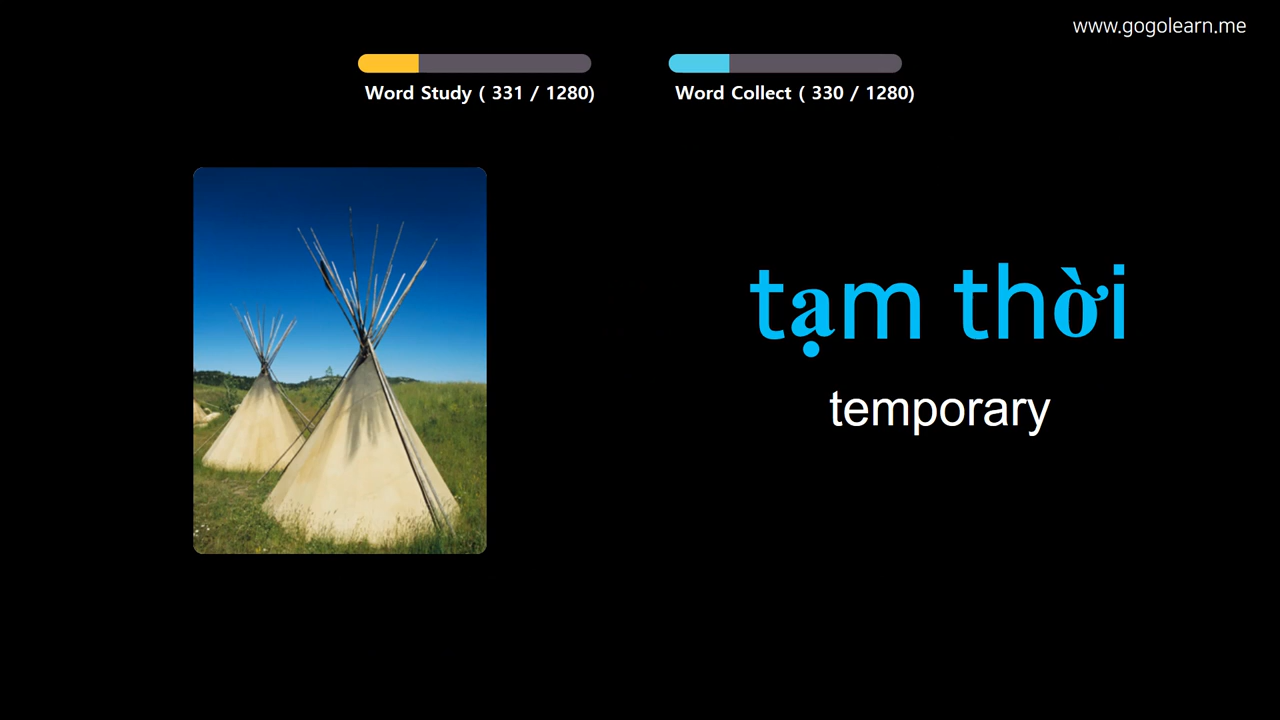 www.gogolearn.me
Word Study ( 331 / 1280)
Word Collect ( 330 / 1280)
tạm thời
temporary